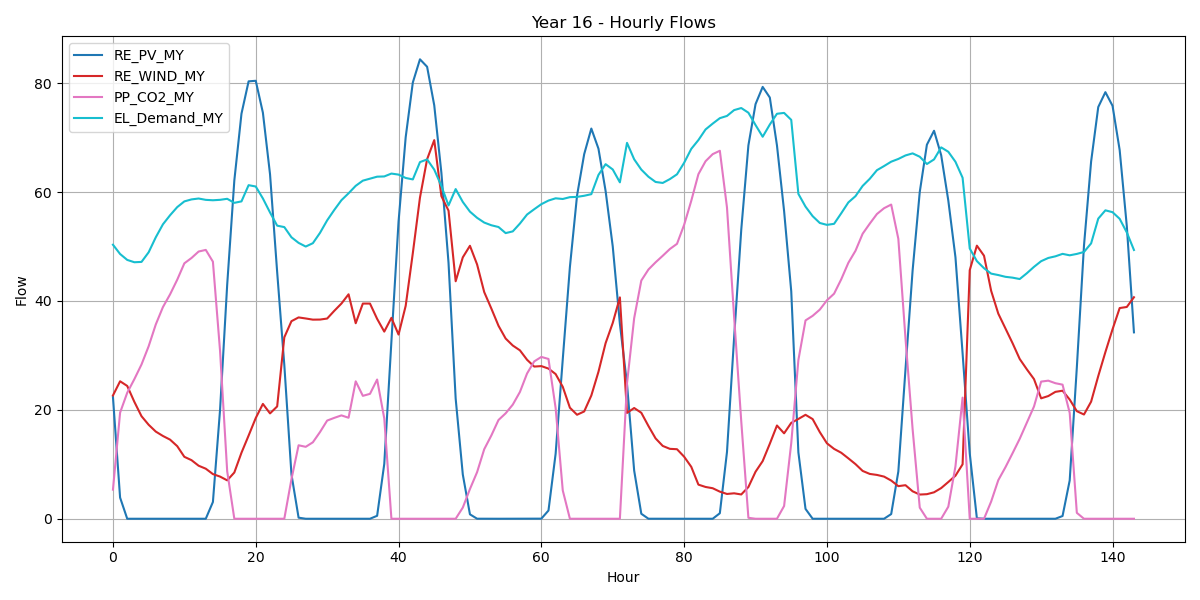 Year 16 - Hourly Flows
RE_PV_MY
RE_WIND_MY
PP_CO2_MY
EL_Demand_MY
Flow
80
60
40
20
0
0 20 40 60 80 100 120 140
Hour